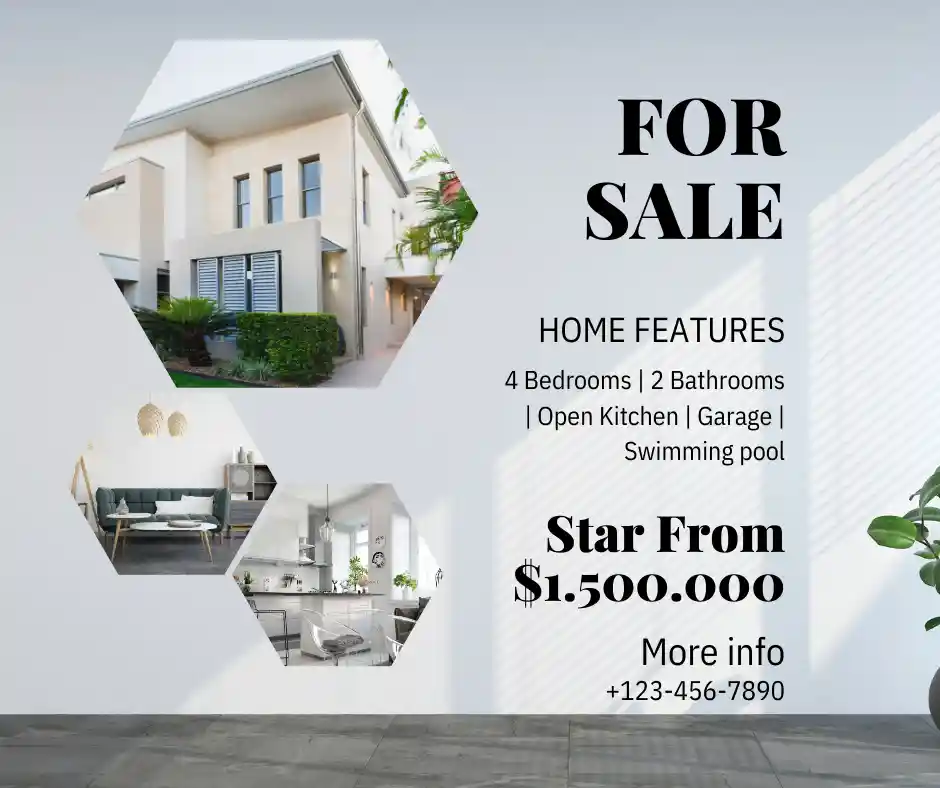 FOR
SALE
HOME FEATURES
4 Bedrooms | 2 Bathrooms
| Open Kitchen | Garage |
Swimming pool
Star From
$1.500.000
More info
+123-456-7890